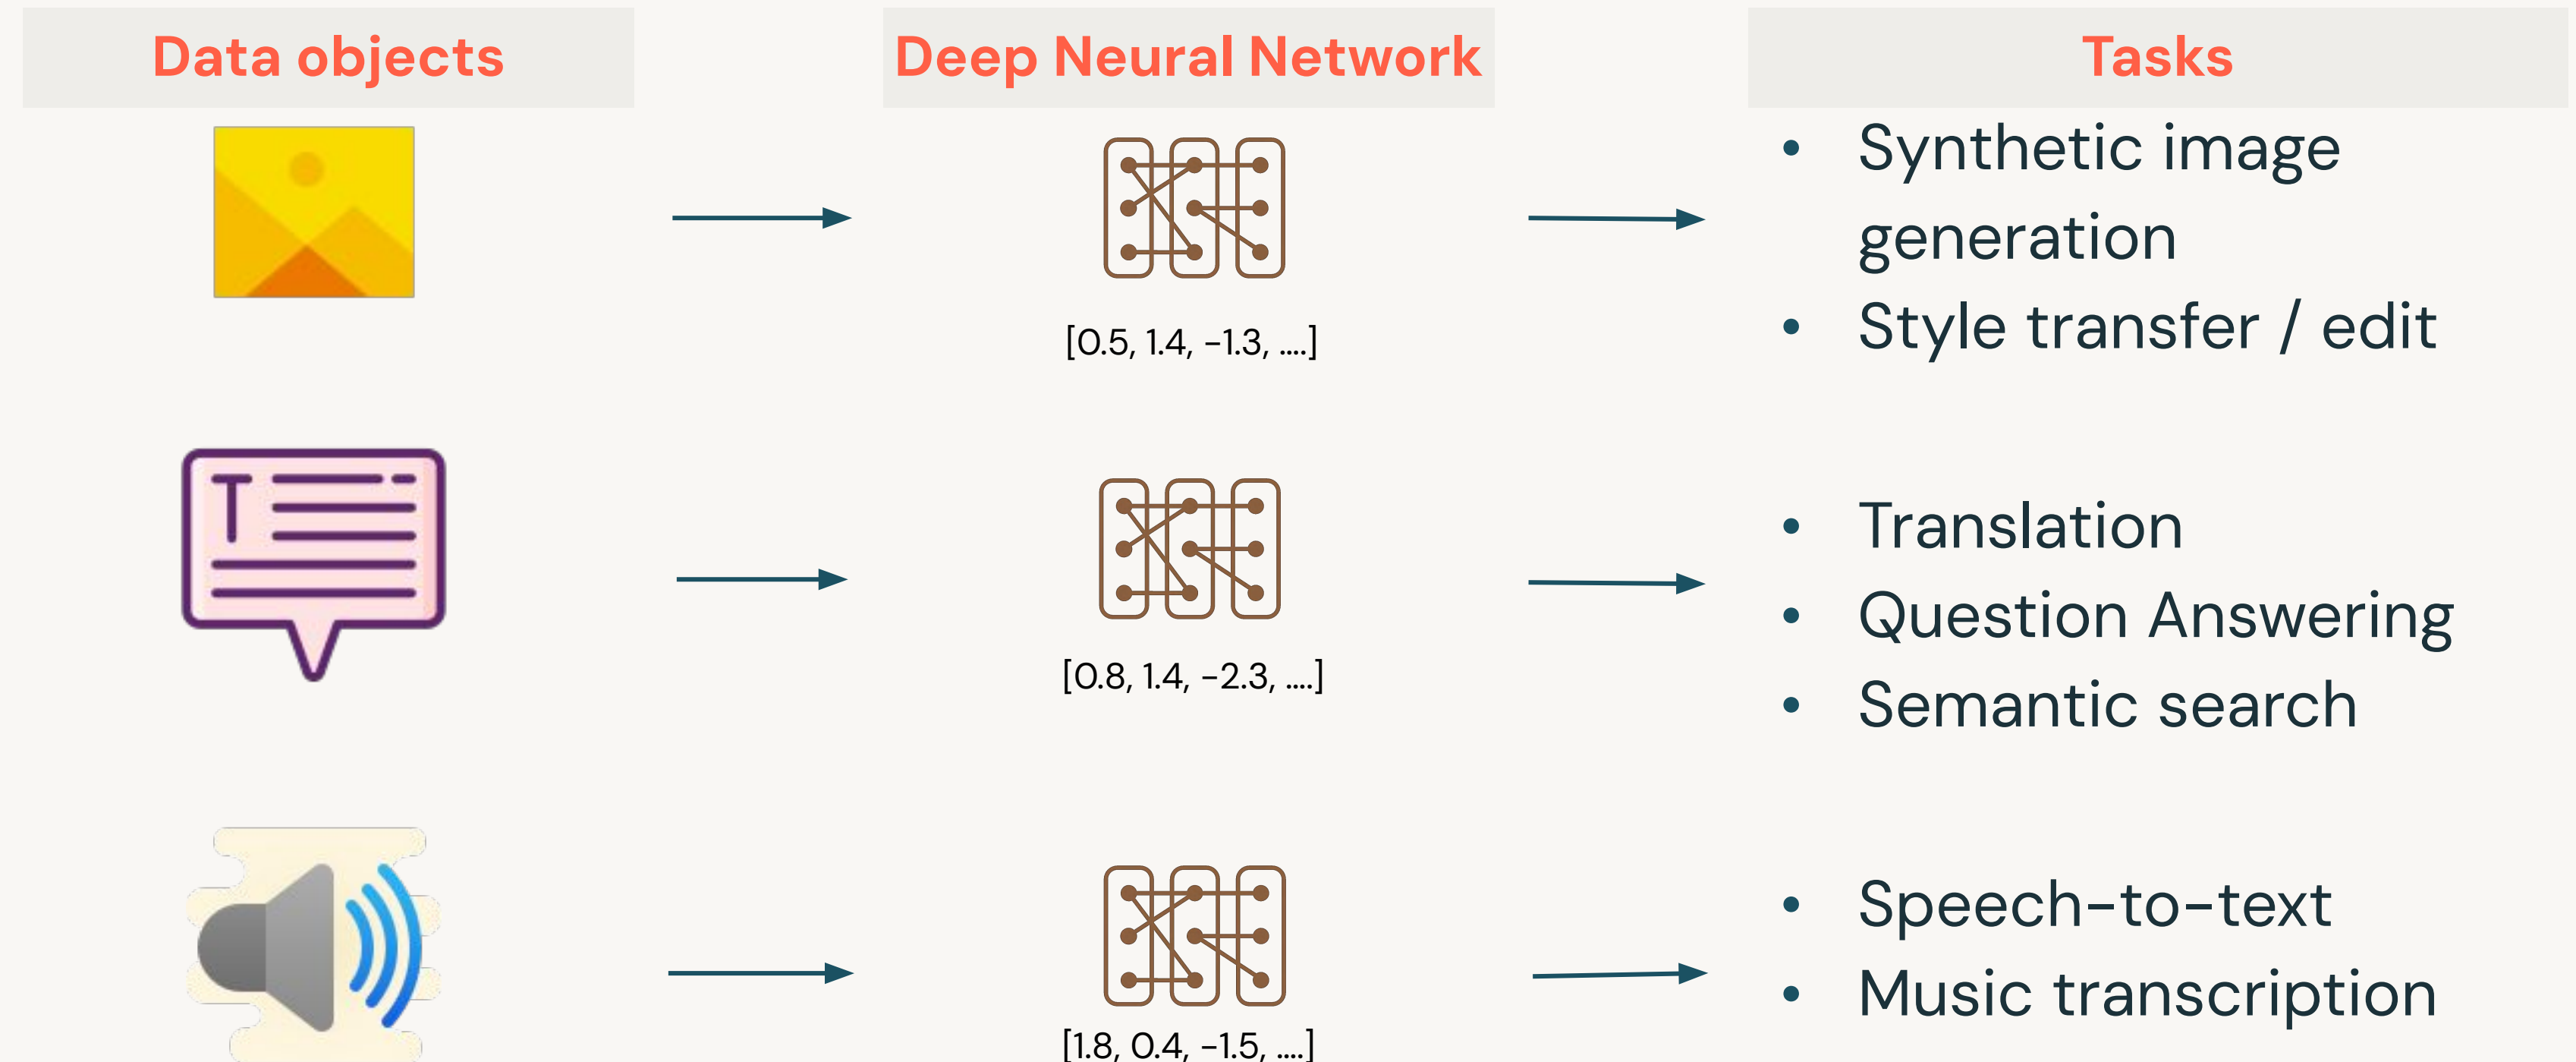 Data objects
Deep Neural Network
Tasks
[0.5, 1.4, -1.3, ....]
• Synthetic image
generation
• Style transfer / edit
T
[0.8, 1.4, -2.3, ....]
• Translation
• Question Answering
• Semantic search
[1.8, 0.4, -1.5, ....]
• Speech-to-text
• Music transcription